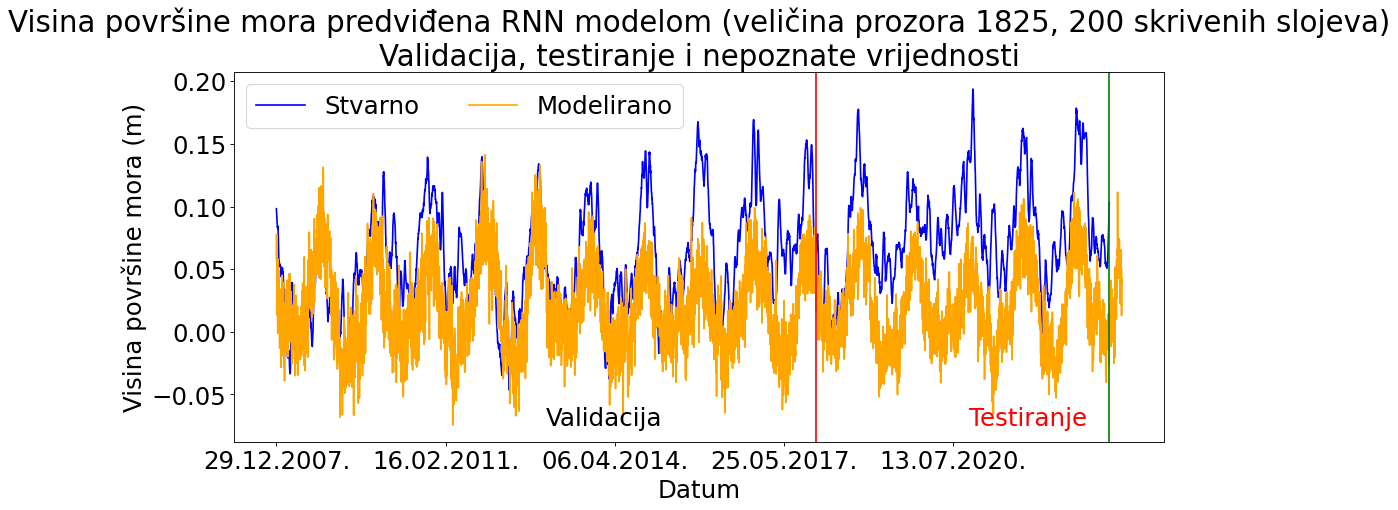 Visina površine mora predviđena RNN modelom (veličina prozora 1825, 200 skrivenih slojeva)
Validacija, testiranje i nepoznate vrijednosti
Stvarno
Modelirano
Visina površine mora (m)
0.20
0.15
0.10
0.05
0.00
−0.05
Validacija
Testiranje
29.12.2007.
16.02.2011.
06.04.2014.
25.05.2017.
13.07.2020.
Datum